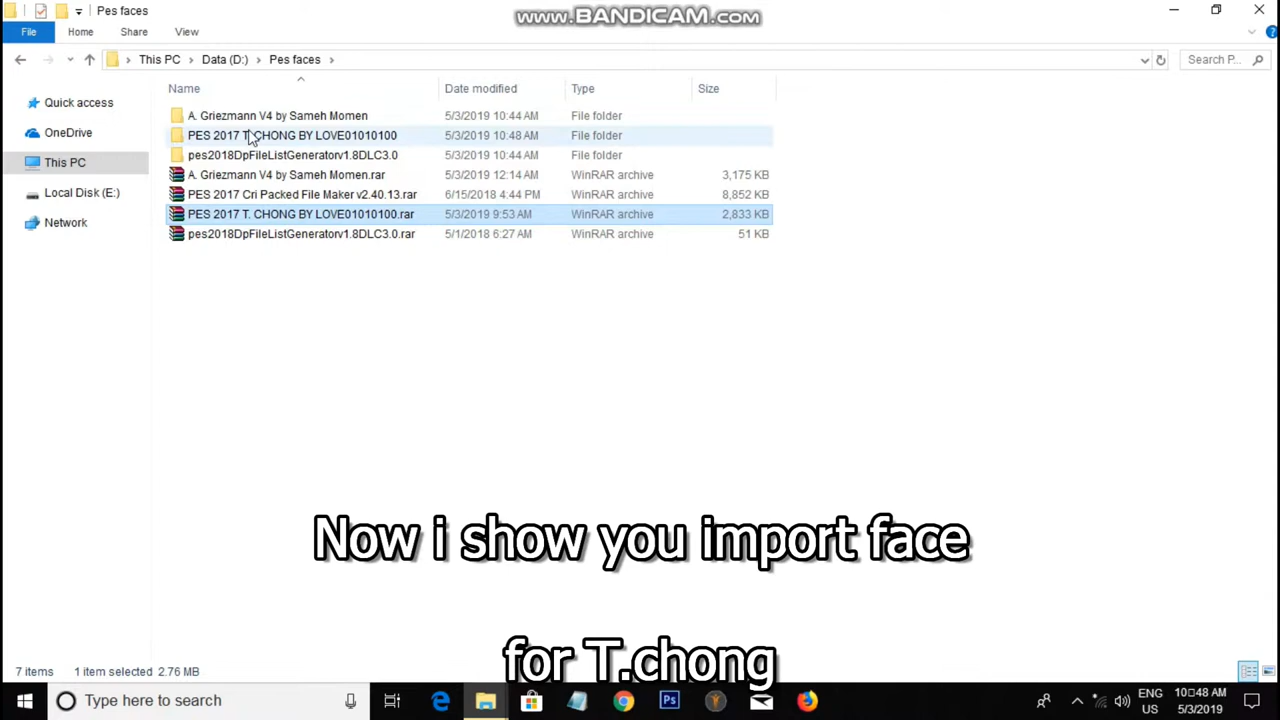 Pes faces
www.BANDICAM.com
File
Home
Share
View
This PC
Data (D:)
Pes faces
Search P...
Name
Date modified
Type
Size
Quick access
OneDrive
This PC
Local Disk (E:)
Network
A. Griezmann V4 by Sameh Momen 5/3/2019 10:44 AM File folder
PES 2017 T. CHONG BY LOVE01010100 5/3/2019 10:48 AM File folder
pes2018DpFileListGeneratorv1.8DLC3.0 5/3/2019 10:44 AM File folder
A. Griezmann V4 by Sameh Momen.rar 5/3/2019 12:14 AM WinRAR archive 3,175 KB
PES 2017 Cri Packed File Maker v2.40.13.rar 6/15/2018 4:44 PM WinRAR archive 8,852 KB
PES 2017 T. CHONG BY LOVE01010100.rar 5/3/2019 9:53 AM WinRAR archive 2,833 KB
pes2018DpFileListGeneratorv1.8DLC3.0.rar 5/1/2018 6:27 AM WinRAR archive 51 KB
Now i show you import face
for T.chong
7 items
1 item selected 2.76 MB
Type here to search
Ps
ENG
US
10:48 AM
5/3/2019